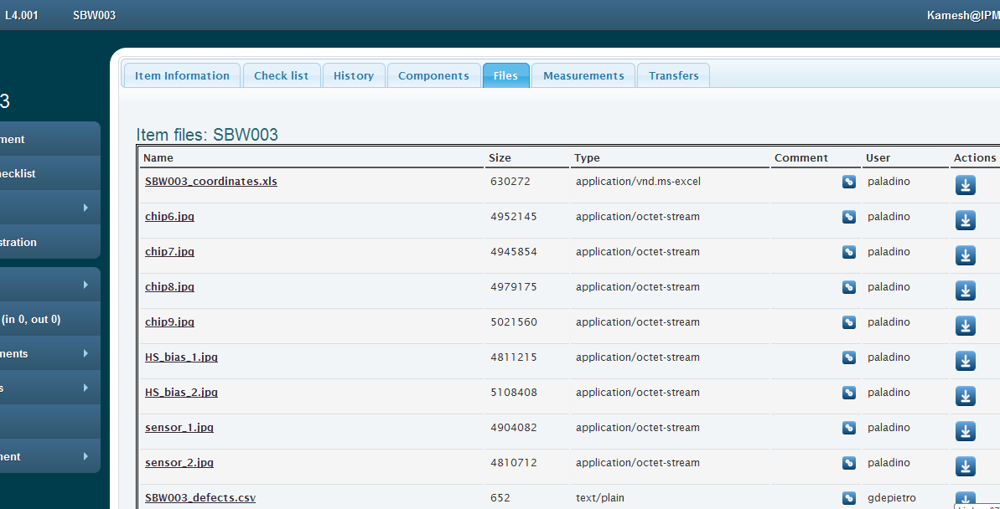 L4.001 SBW003 Kamesh@IPM
Item Information Check list History Components Files Measurements Transfers
3
Item files: SBW003
ment
ecklist
stration
(in 0, out 0)
ments
s
ment
Name Size Type Comment User Actions
SBW003_coordinates.xls 630272 application/vnd.ms-excel paladino
chip6.jpg 4952145 application/octet-stream paladino
chip7.jpg 4945854 application/octet-stream paladino
chip8.jpg 4979175 application/octet-stream paladino
chip9.jpg 5021560 application/octet-stream paladino
HS_bias_1.jpg 4811215 application/octet-stream paladino
HS_bias_2.jpg 5108408 application/octet-stream paladino
sensor_1.jpg 4904082 application/octet-stream paladino
sensor_2.jpg 4810712 application/octet-stream paladino
SBW003_defects.csv 652 text/plain gdepietro